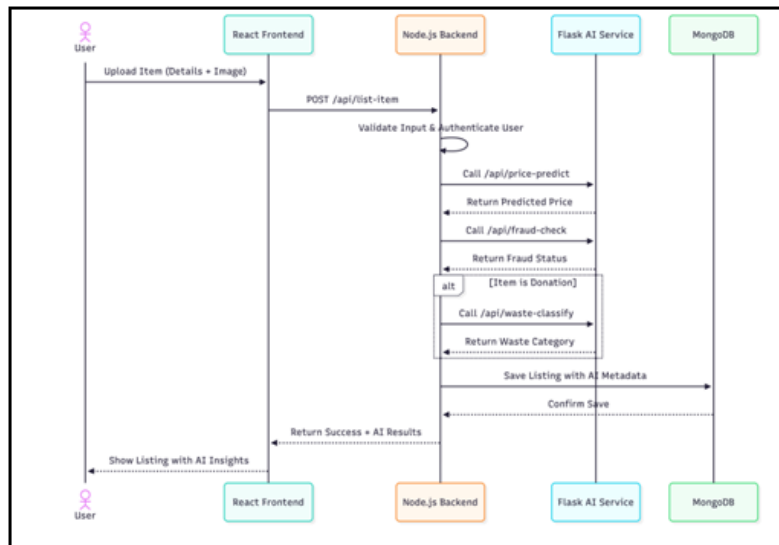 User
React Frontend
Node.js Backend
Flask AI Service
MongoDB
Upload Item (Details + Image)
POST /api/list-item
Validate Input & Authenticate User
Call /api/price-predict
Return Predicted Price
Call /api/fraud-check
Return Fraud Status
alt
[Item is Donation]
Call /api/waste-classify
Return Waste Category
Save Listing with AI Metadata
Confirm Save
Return Success + AI Results
Show Listing with AI Insights
User
React Frontend
Node.js Backend
Flask AI Service
MongoDB